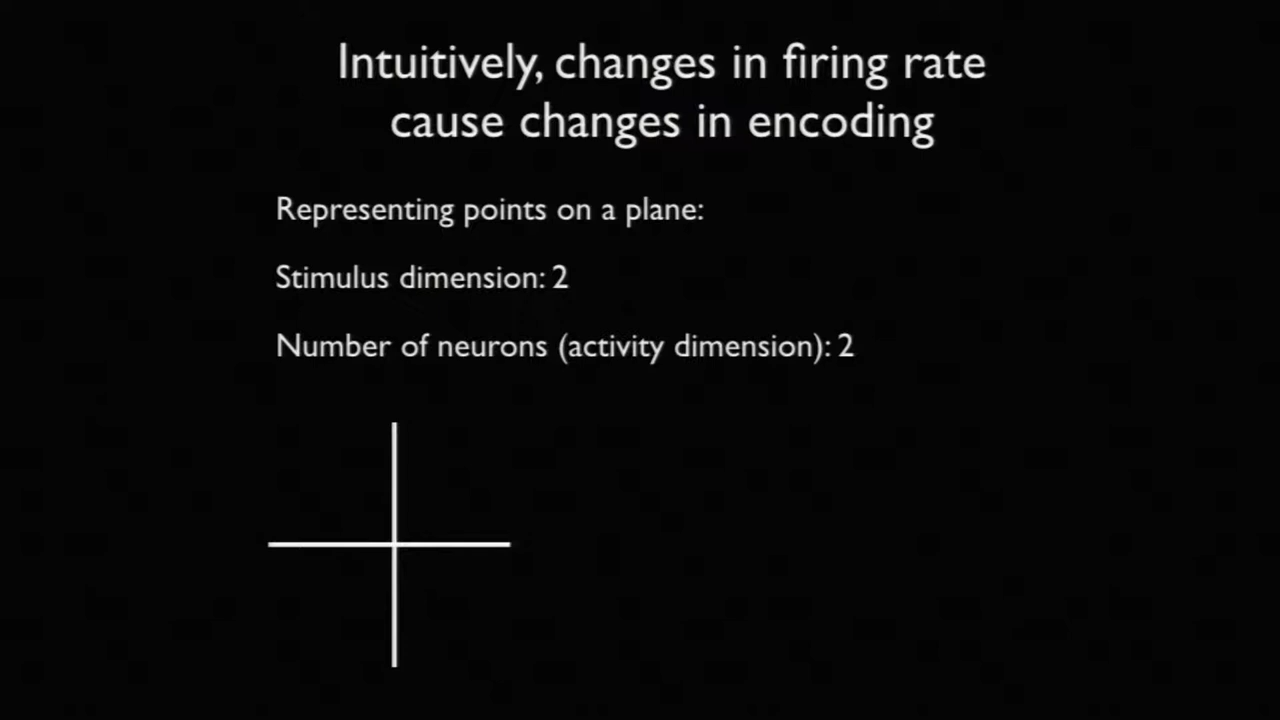 Intuitively, changes in firing rate
cause changes in encoding
Representing points on a plane:
Stimulus dimension: 2
Number of neurons (activity dimension): 2